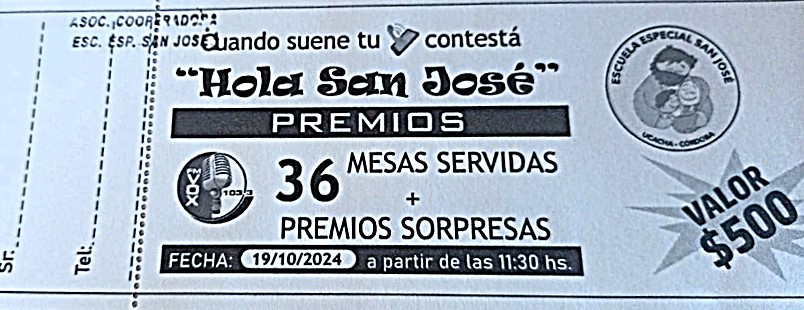 ASOC. COOPERADORA
ESC. ESP. SAN JOSÉ
Cuando suene tu contestá
"Hola San José"
PREMIOS
36 MESAS SERVIDAS
+
PREMIOS SORPRESAS
FECHA: 19/10/2024 a partir de las 11:30 hs.
VOX
103.3
ESCUELA ESPECIAL SAN JOSÉ
UCACHA - CÓRDOBA
VALOR
$500
Sr.
Tel: